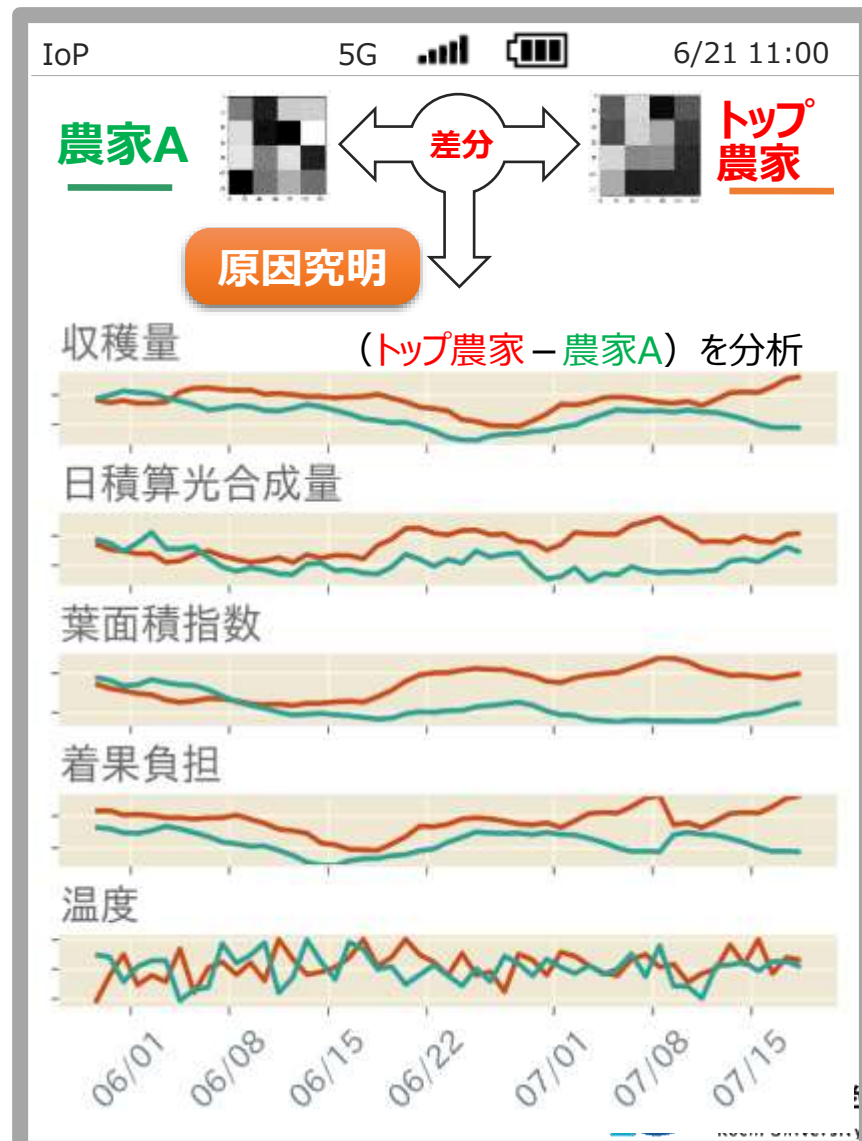 IoP 5G 6/21 11:00
農家A 差分 トップ
農家
原因究明
収穫量 （トップ農家－農家A）を分析
日積算光合成量
葉面積指数
着果負担
温度
06/01 06/08 06/15 06/22 07/01 07/08 07/15